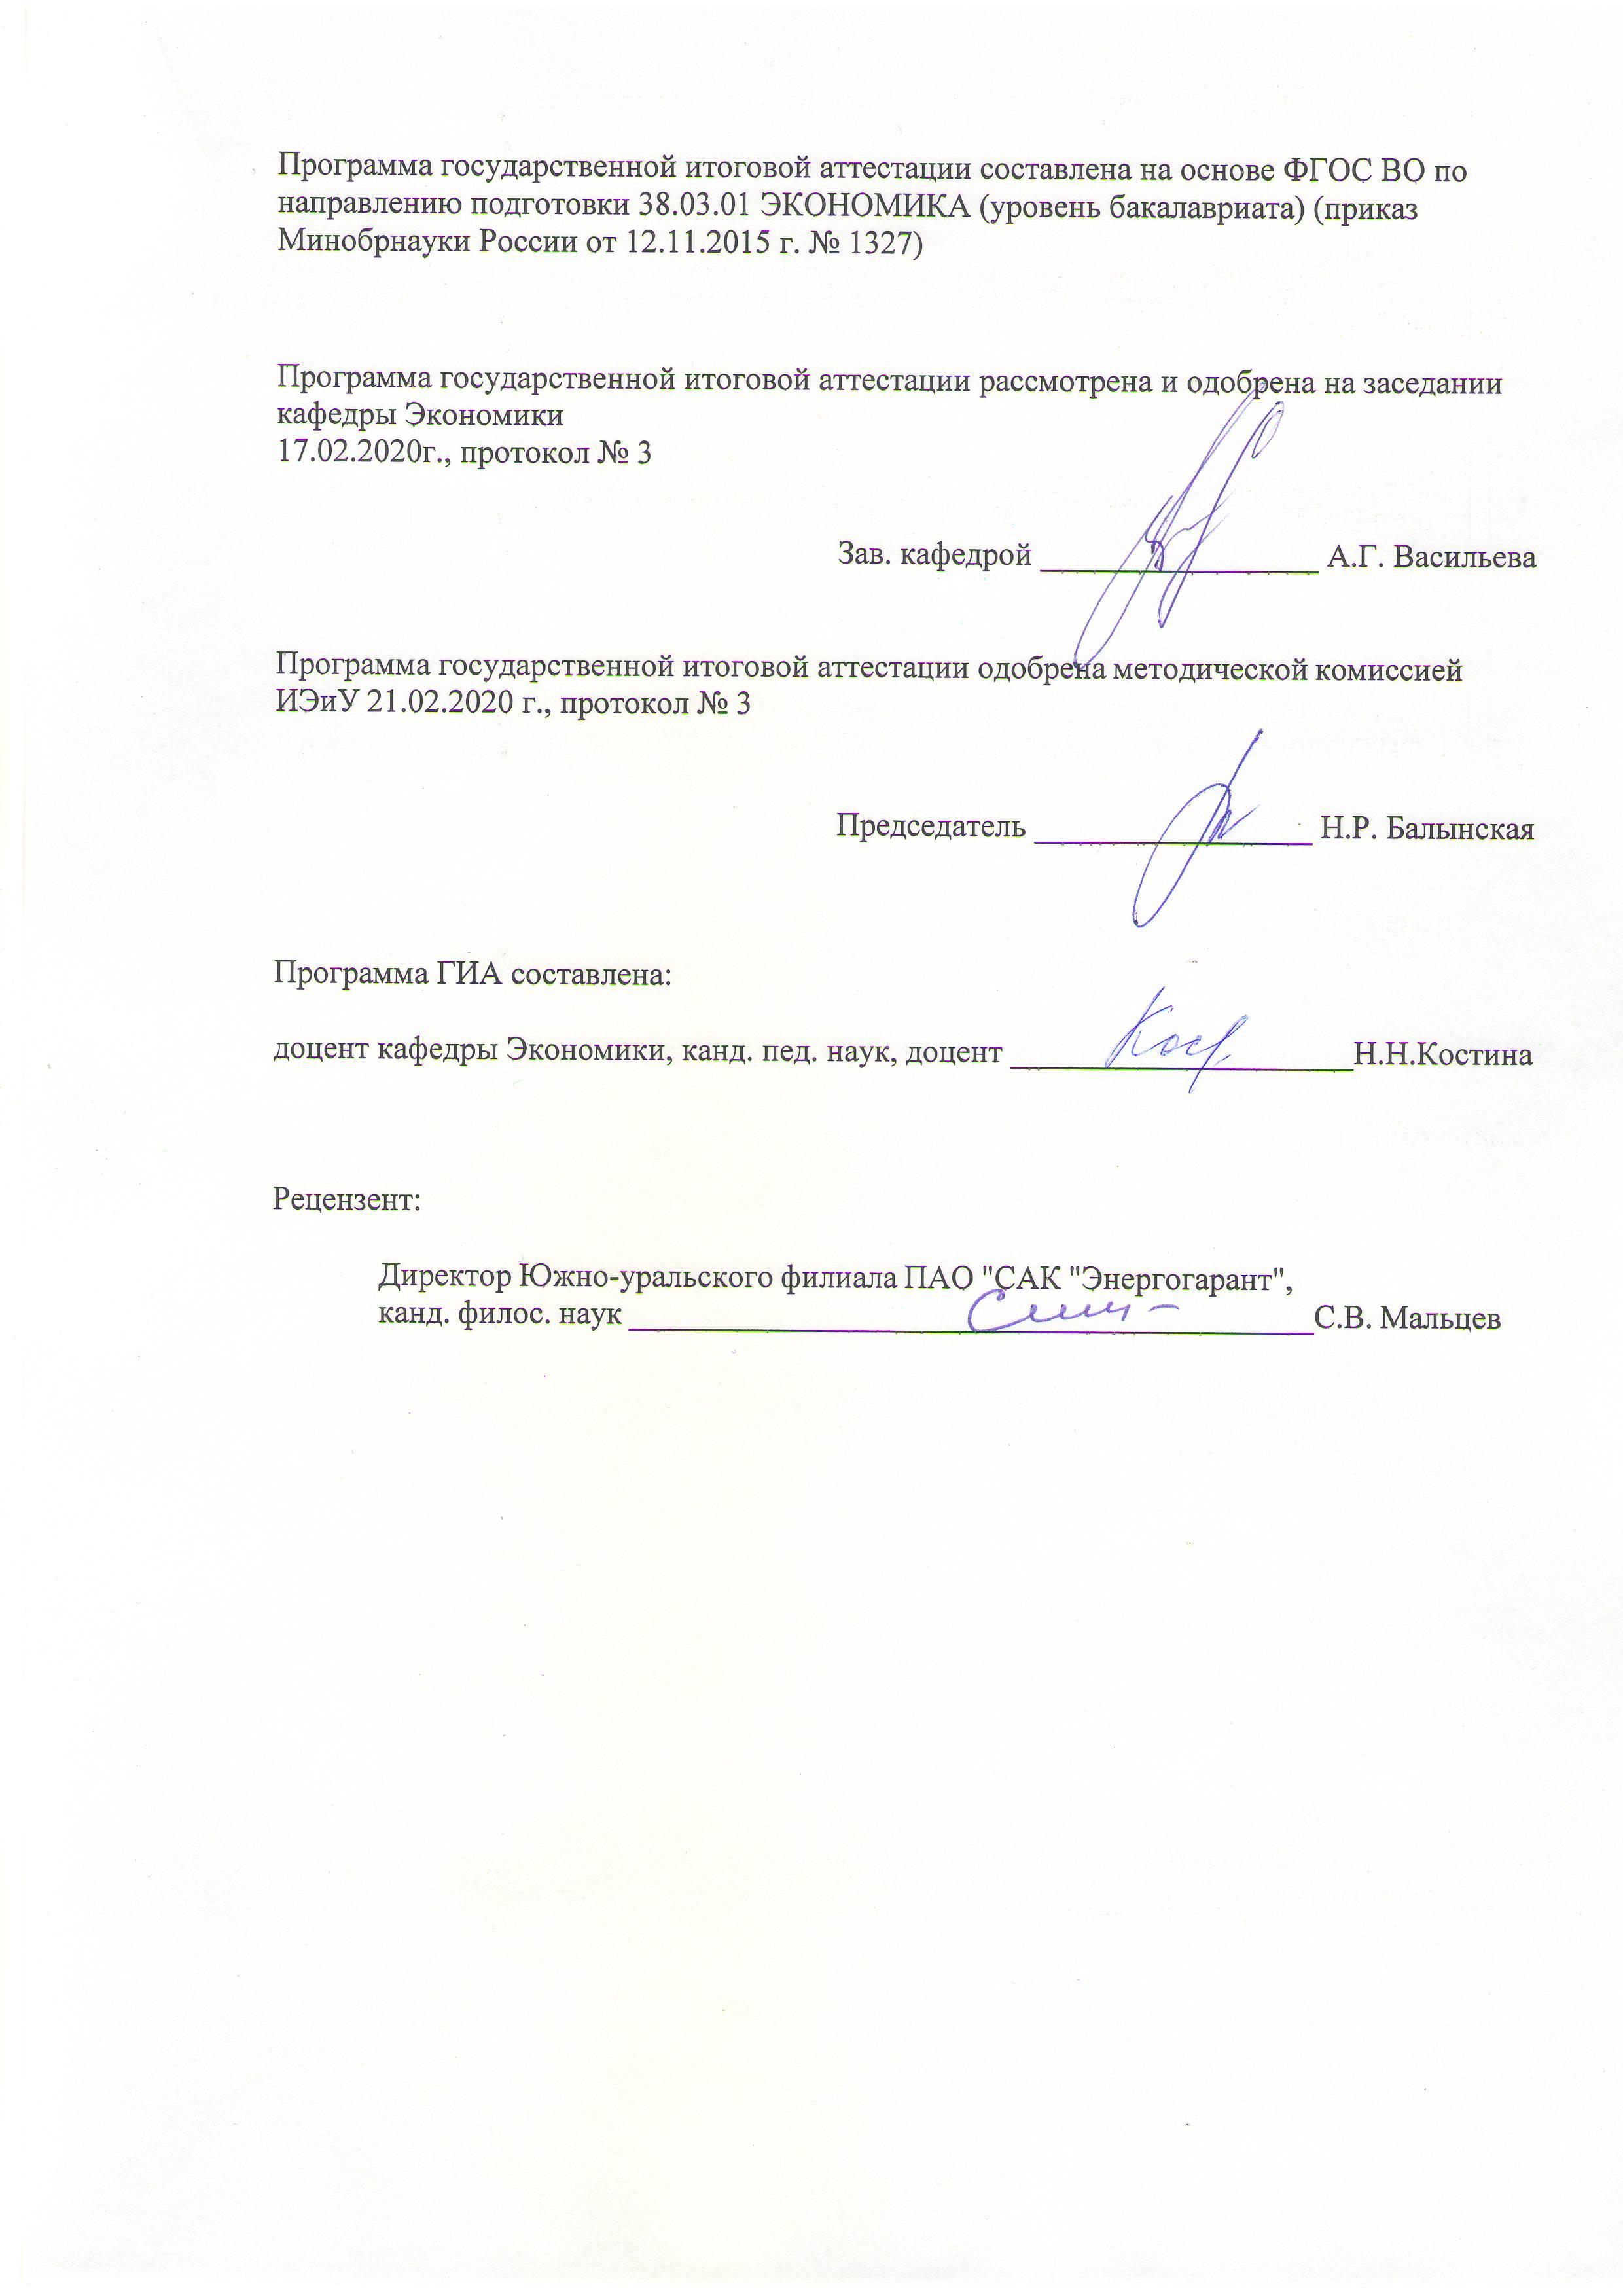 Программа государственной итоговой аттестации составлена на основе ФГОС ВО по
направлению подготовки 38.03.01 ЭКОНОМИКА (уровень бакалавриата) (приказ
Минобрнауки России от 12.11.2015 г. № 1327)
Программа государственной итоговой аттестации рассмотрена и одобрена на заседании
кафедры Экономики
17.02.2020г., протокол № 3
Зав. кафедрой А.Г. Васильева
Программа государственной итоговой аттестации одобрена методической комиссией
ИЭиУ 21.02.2020 г., протокол № 3
Председатель Н.Р. Балынская
Программа ГИА составлена:
доцент кафедры Экономики, канд. пед. наук, доцент Н.Н.Костина
Рецензент:
Директор Южно-уральского филиала ПАО "САК "Энергогарант",
канд. филос. наук С.В. Мальцев